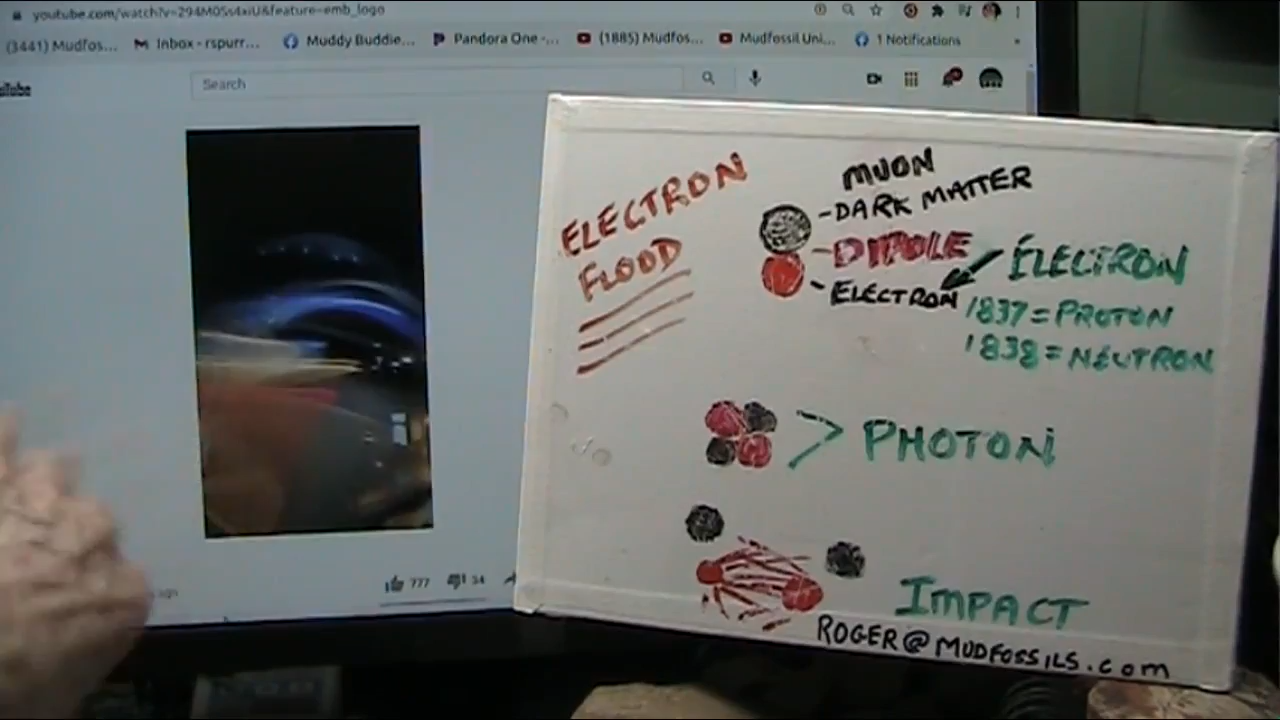 youtube.com/watch?v=294M0Ss4xiU&feature=emb_logo
(3441) Mudfos... Inbox - rspurr... Muddy Buddie... Pandora One -... (1885) Mudfos... Mudfossil Uni... 1 Notifications
Search
777 34
ELECTRON
FLOOD
MUON
-DARK MATTER
-DIPOLE
-ELECTRON
ELECTRON
1837=PROTON
1838=NEUTRON
PHOTON
IMPACT
ROGER@MUDFOSSILS.COM